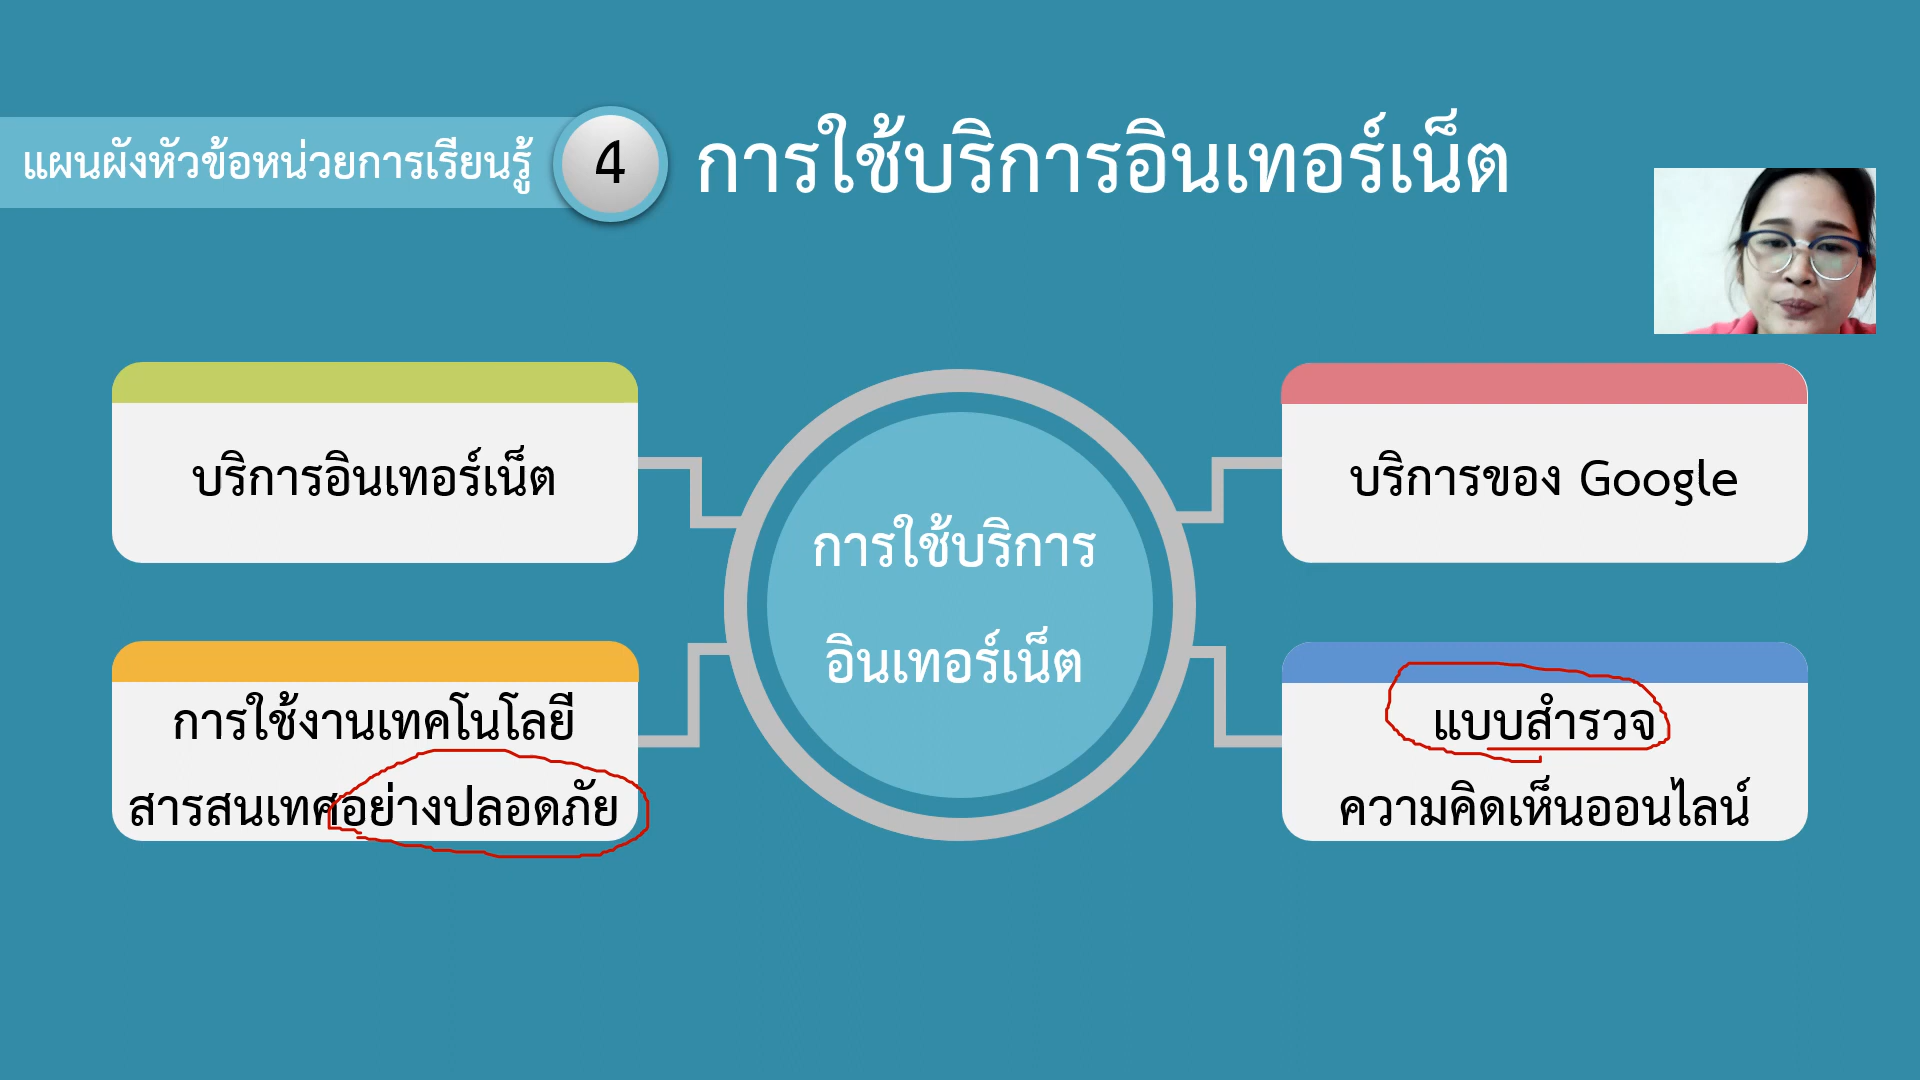 แผนผังหัวข้อหน่วยการเรียนรู้
4
การใช้บริการอินเทอร์เน็ต
บริการอินเทอร์เน็ต
บริการของ Google
การใช้บริการ
อินเทอร์เน็ต
การใช้งานเทคโนโลยี
สารสนเทศอย่างปลอดภัย
แบบสำรวจ
ความคิดเห็นออนไลน์